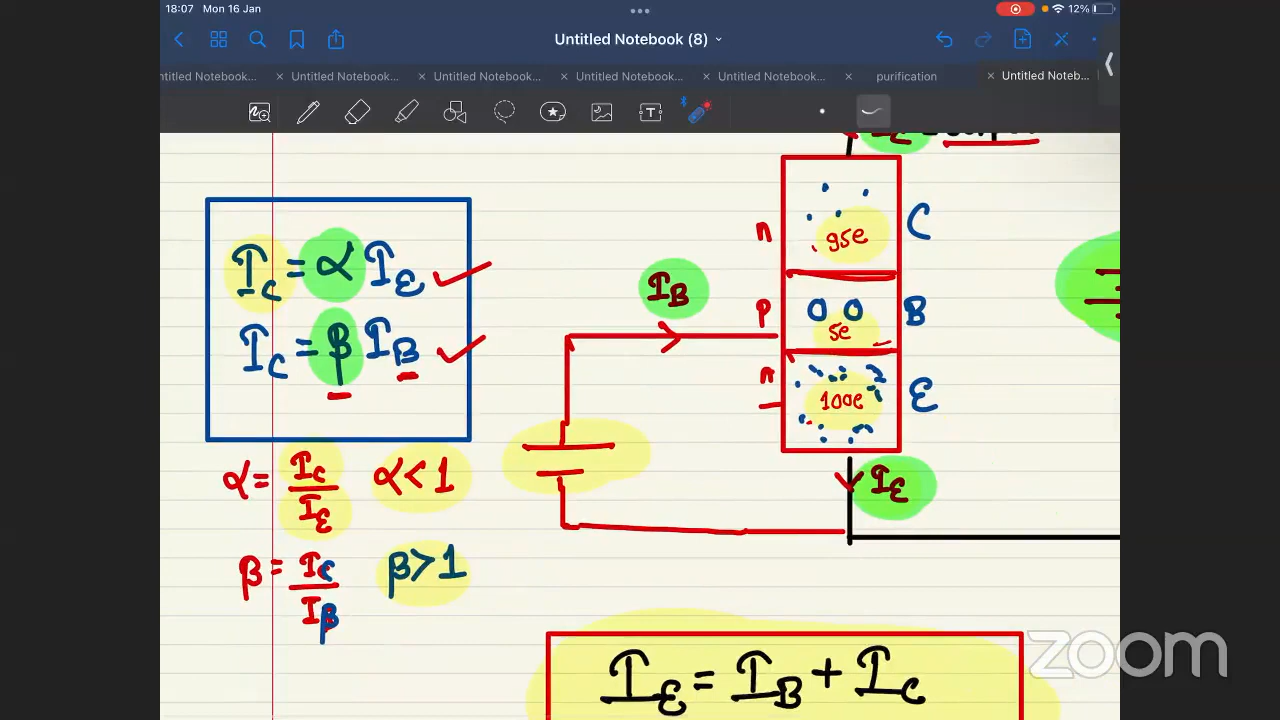 18:07 Mon 16 Jan
12%
Untitled Notebook (8)
ntitled Notebook...
Untitled Notebook...
Untitled Notebook...
Untitled Notebook...
Untitled Notebook...
purification
Untitled Noteb...
I_C = α I_E
I_C = β I_B
α = I_C / I_E
α < 1
β = I_C / I_β
β > 1
I_B
n
95e
C
p
5e
B
n
100e
E
I_E
I_E = I_B + I_C
zoom